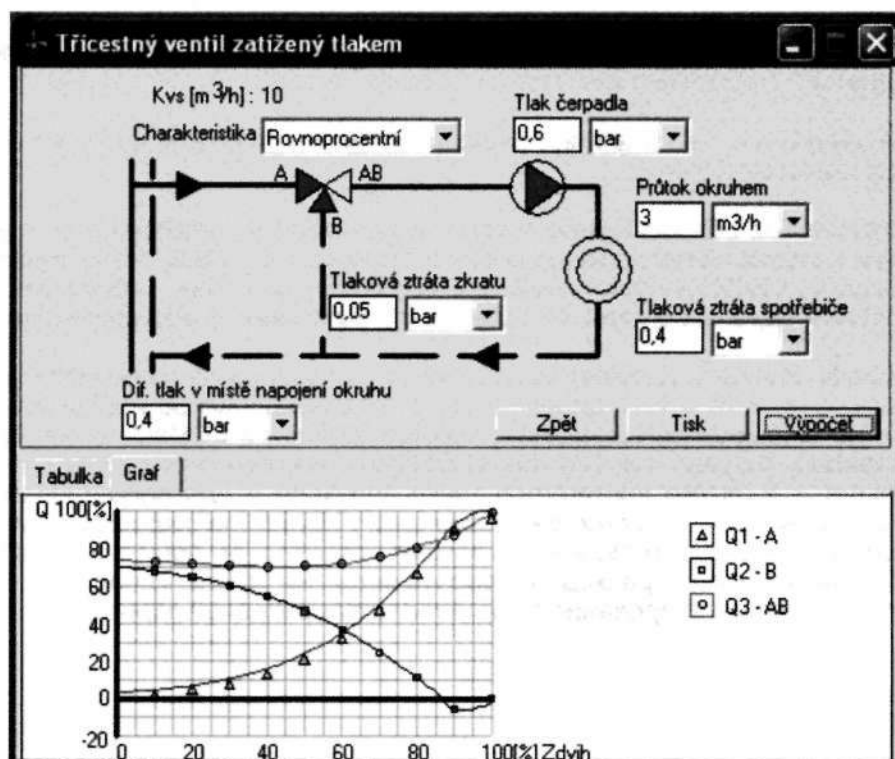 Třícestný ventil zatížený tlakem
Kvs [m³/h] : 10
Tlak čerpadla
Charakteristika Rovnoprocentní
0,6 bar
A AB
B
Průtok okruhem
3 m3/h
Tlaková ztráta zkratu
0,05 bar
Tlaková ztráta spotřebiče
0,4 bar
Dif. tlak v místě napojení okruhu
0,4 bar
Zpět Tisk Výpočet
Tabulka Graf
Q 100[%]
80
60
40
20
0
-20
0 20 40 60 80 100[%] Zdvih
Q1 - A
Q2 - B
Q3 - AB